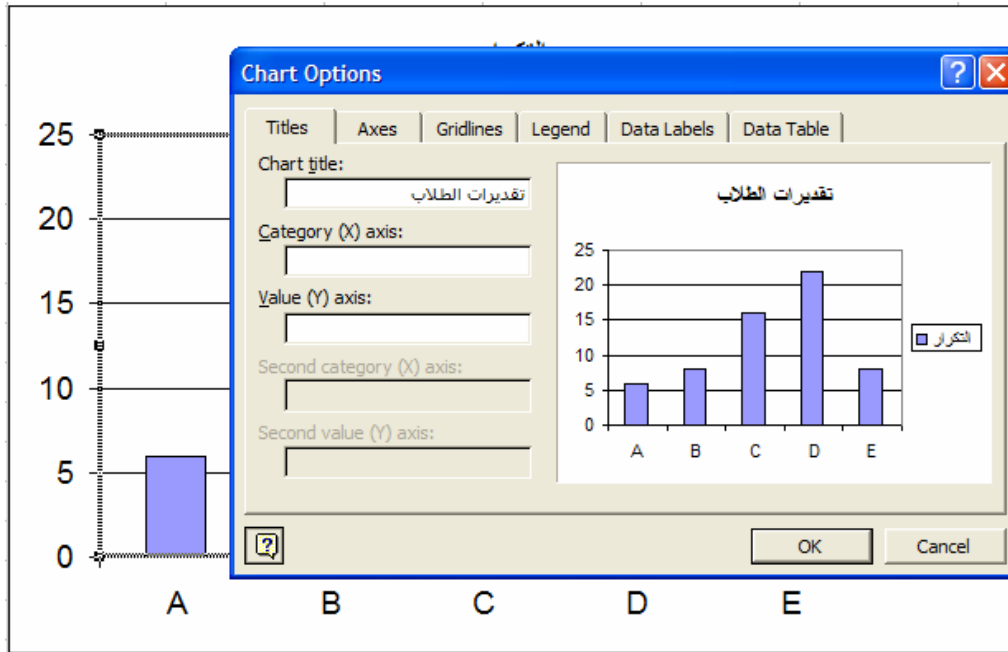 Chart Options
Titles Axes Gridlines Legend Data Labels Data Table
Chart title:
تقديرات الطلاب
Category (X) axis:
Value (Y) axis:
Second category (X) axis:
Second value (Y) axis:
تقديرات الطلاب
25
20
15
10
5
0
A B C D E
التكرار
OK Cancel
25
20
15
10
5
0
A B C D E